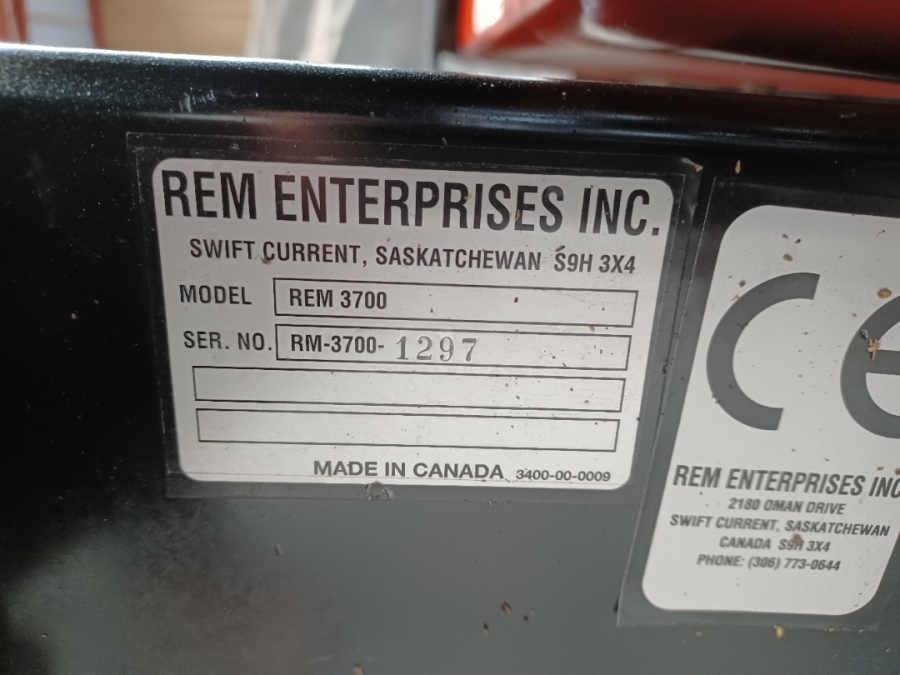 REM ENTERPRISES INC.
SWIFT CURRENT, SASKATCHEWAN S9H 3X4
MODEL REM 3700
SER. NO. RM-3700- 1297
MADE IN CANADA 3400-00-0009
CE
REM ENTERPRISES INC
2180 OMAN DRIVE
SWIFT CURRENT, SASKATCHEWAN
CANADA S9H 3X4
PHONE: (306) 773-0644